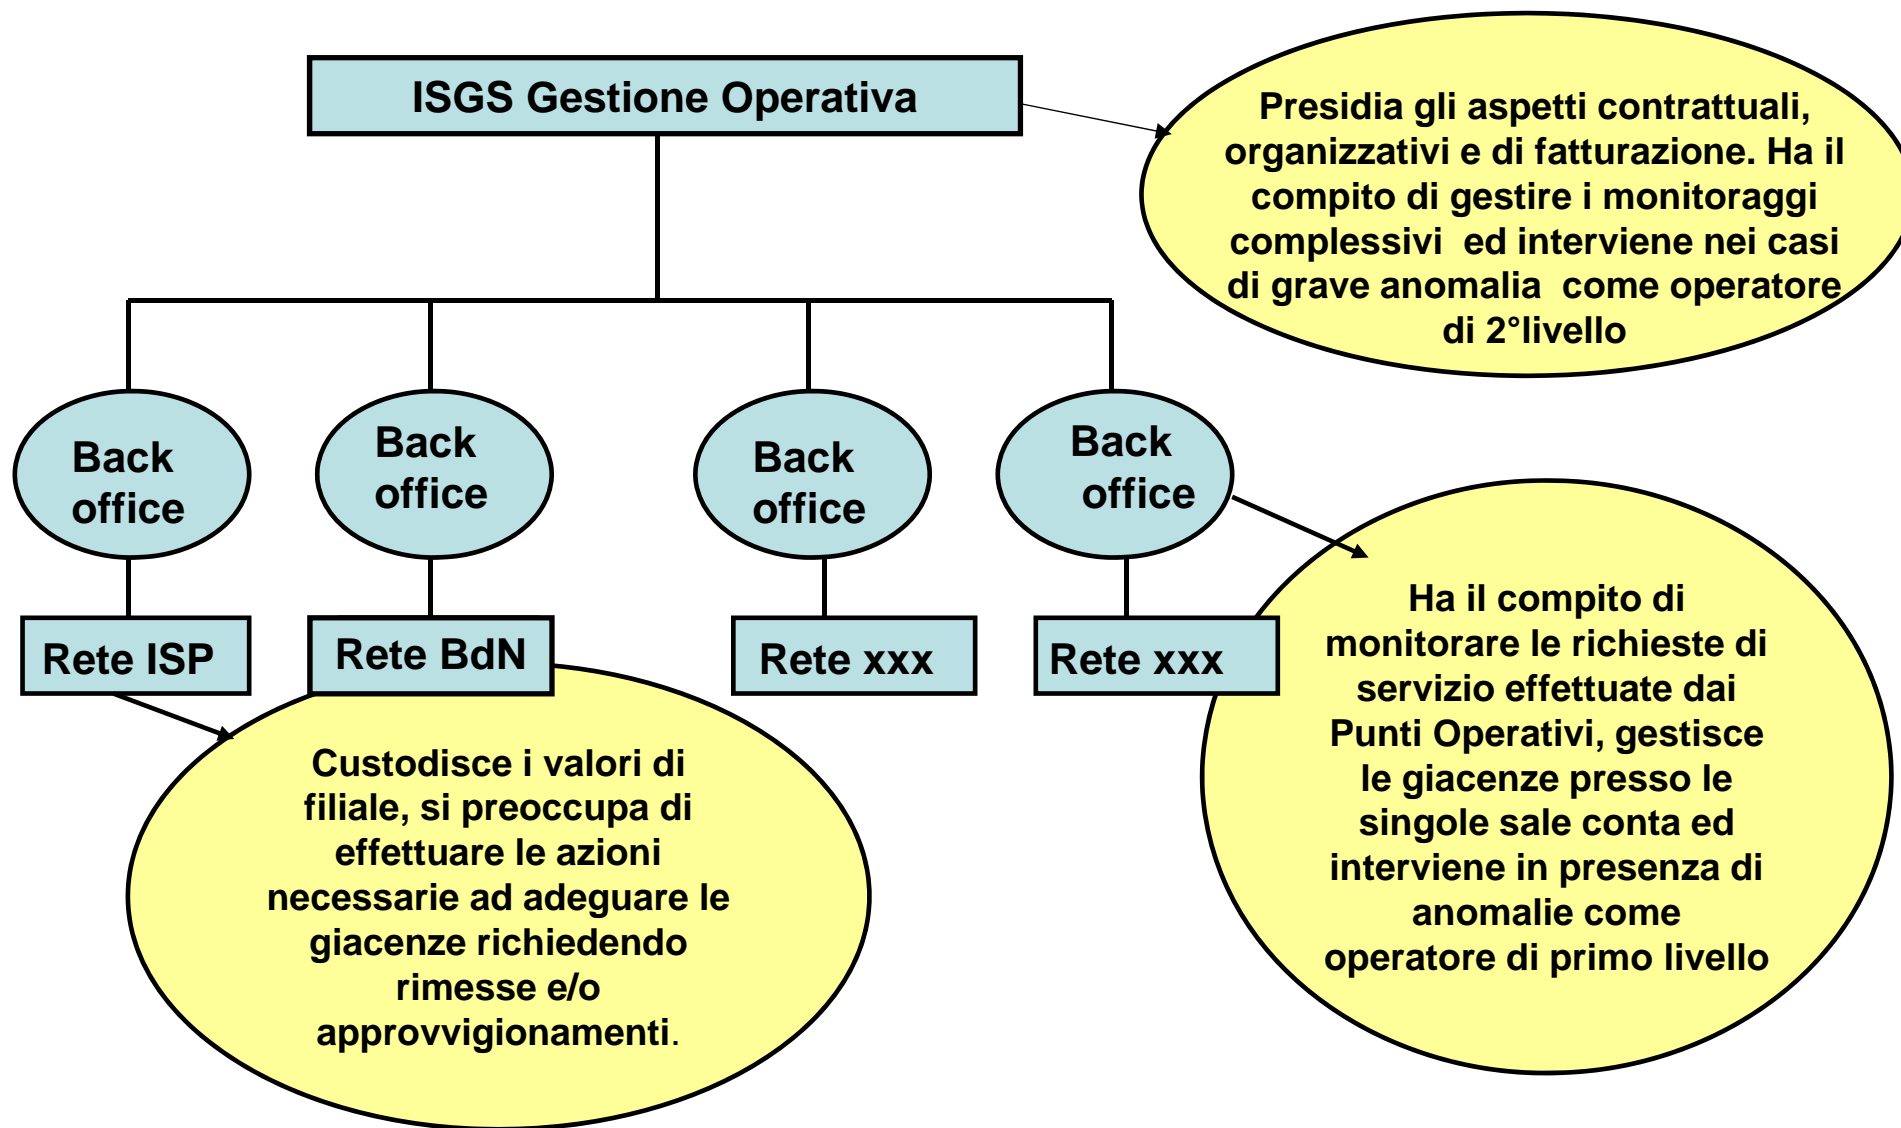 ISGS Gestione Operativa
Presidia gli aspetti contrattuali,
organizzativi e di fatturazione. Ha il
compito di gestire i monitoraggi
complessivi ed interviene nei casi
di grave anomalia come operatore
di 2°livello
Back
office
Back
office
Back
office
Back
office
Rete ISP
Rete BdN
Rete xxx
Rete xxx
Custodisce i valori di
filiale, si preoccupa di
effettuare le azioni
necessarie ad adeguare le
giacenze richiedendo
rimesse e/o
approvvigionamenti.
Ha il compito di
monitorare le richieste di
servizio effettuate dai
Punti Operativi, gestisce
le giacenze presso le
singole sale conta ed
interviene in presenza di
anomalie come
operatore di primo livello